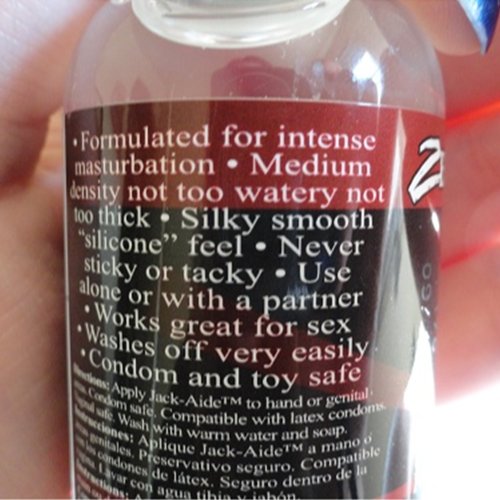 •Formulated for intense
masturbation • Medium
density not too watery not
too thick • Silky smooth
“silicone” feel • Never
sticky or tacky • Use
alone or with a partner
•Works great for sex
•Washes off very easily
•Condom and toy safe
Directions: Apply Jack-Aide™ to hand or genital
area. Condom safe. Compatible with latex condoms.
safe. Wash with warm water and soap.
Instrucciones: Aplique Jack-Aide™ a mano ó
genitales. Preservativo seguro. Compatible
condones de látex. Seguro dentro de la
Lavar con agua tibia y jabón.